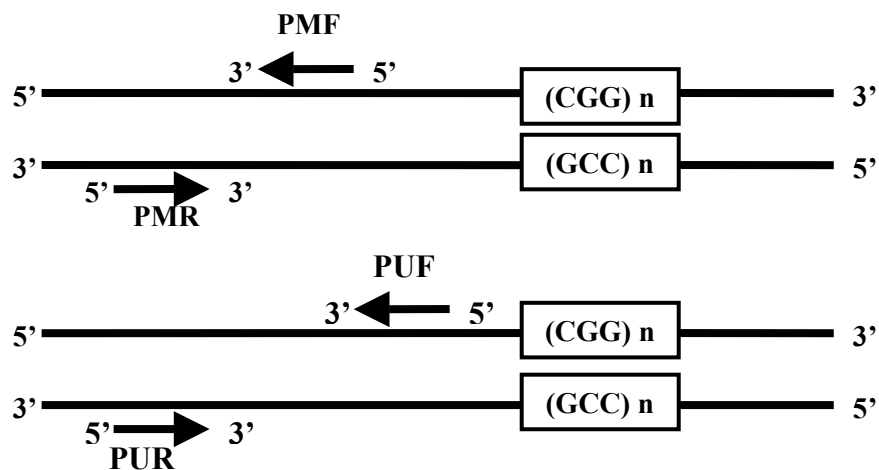 PMF
3’ 5’
5’ (CGG) n 3’
3’ (GCC) n 5’
5’ 3’
PMR
PUF
3’ 5’
5’ (CGG) n 3’
3’ (GCC) n 5’
5’ 3’
PUR